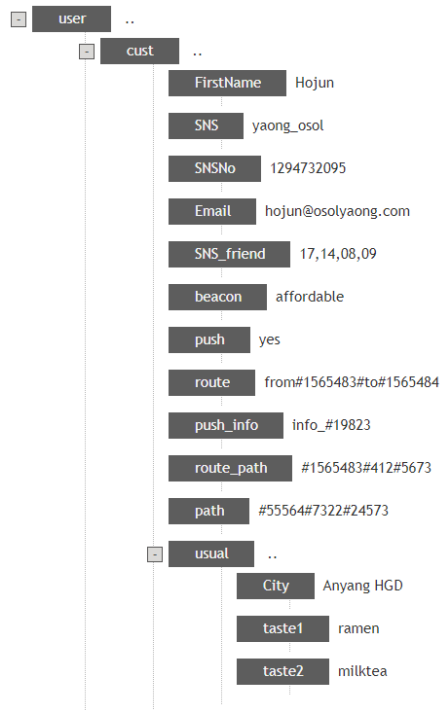 - user ..
- cust ..
FirstName Hojun
SNS yaong_osol
SNSNo 1294732095
Email hojun@osolyaong.com
SNS_friend 17,14,08,09
beacon affordable
push yes
route from#1565483#to#1565484
push_info info_#19823
route_path #1565483#412#5673
path #55564#7322#24573
- usual ..
City Anyang HGD
taste1 ramen
taste2 milktea